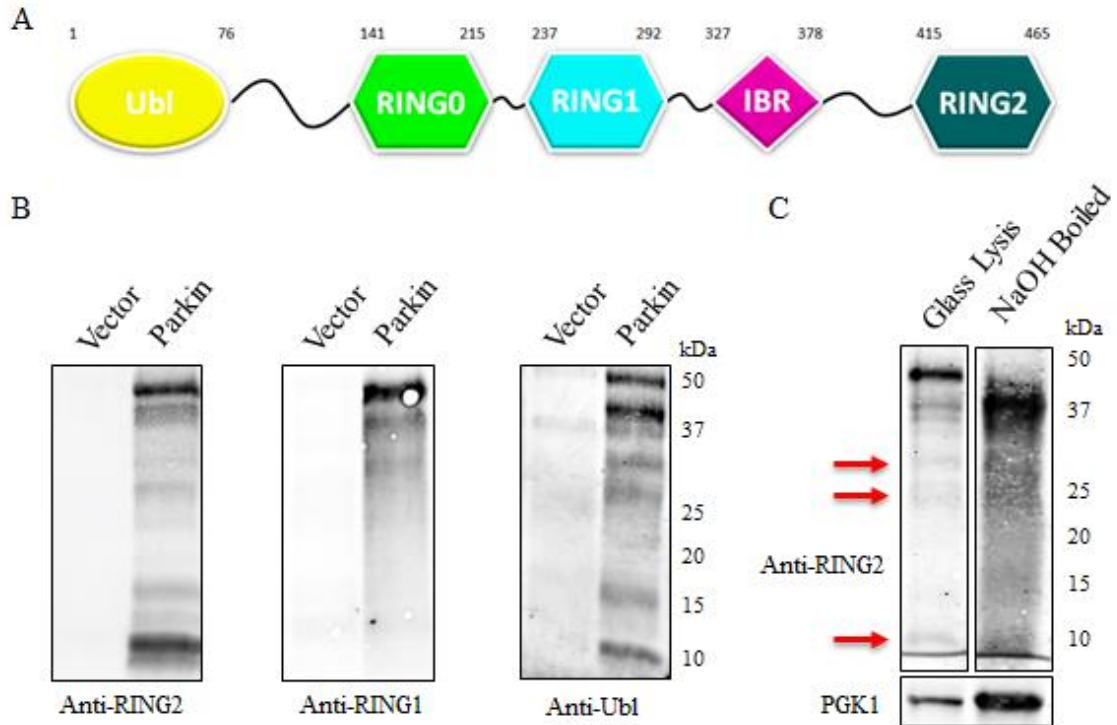 A
1 76 141 215 237 292 327 378 415 465
Ubl RING0 RING1 IBR RING2
B
C
Vector Parkin
Vector Parkin
Vector Parkin
kDa
50
37
25
20
15
10
Anti-RING2
Anti-RING1
Anti-Ubl
Glass Lysis NaOH Boiled
kDa
50
37
25
20
15
10
Anti-RING2
PGK1